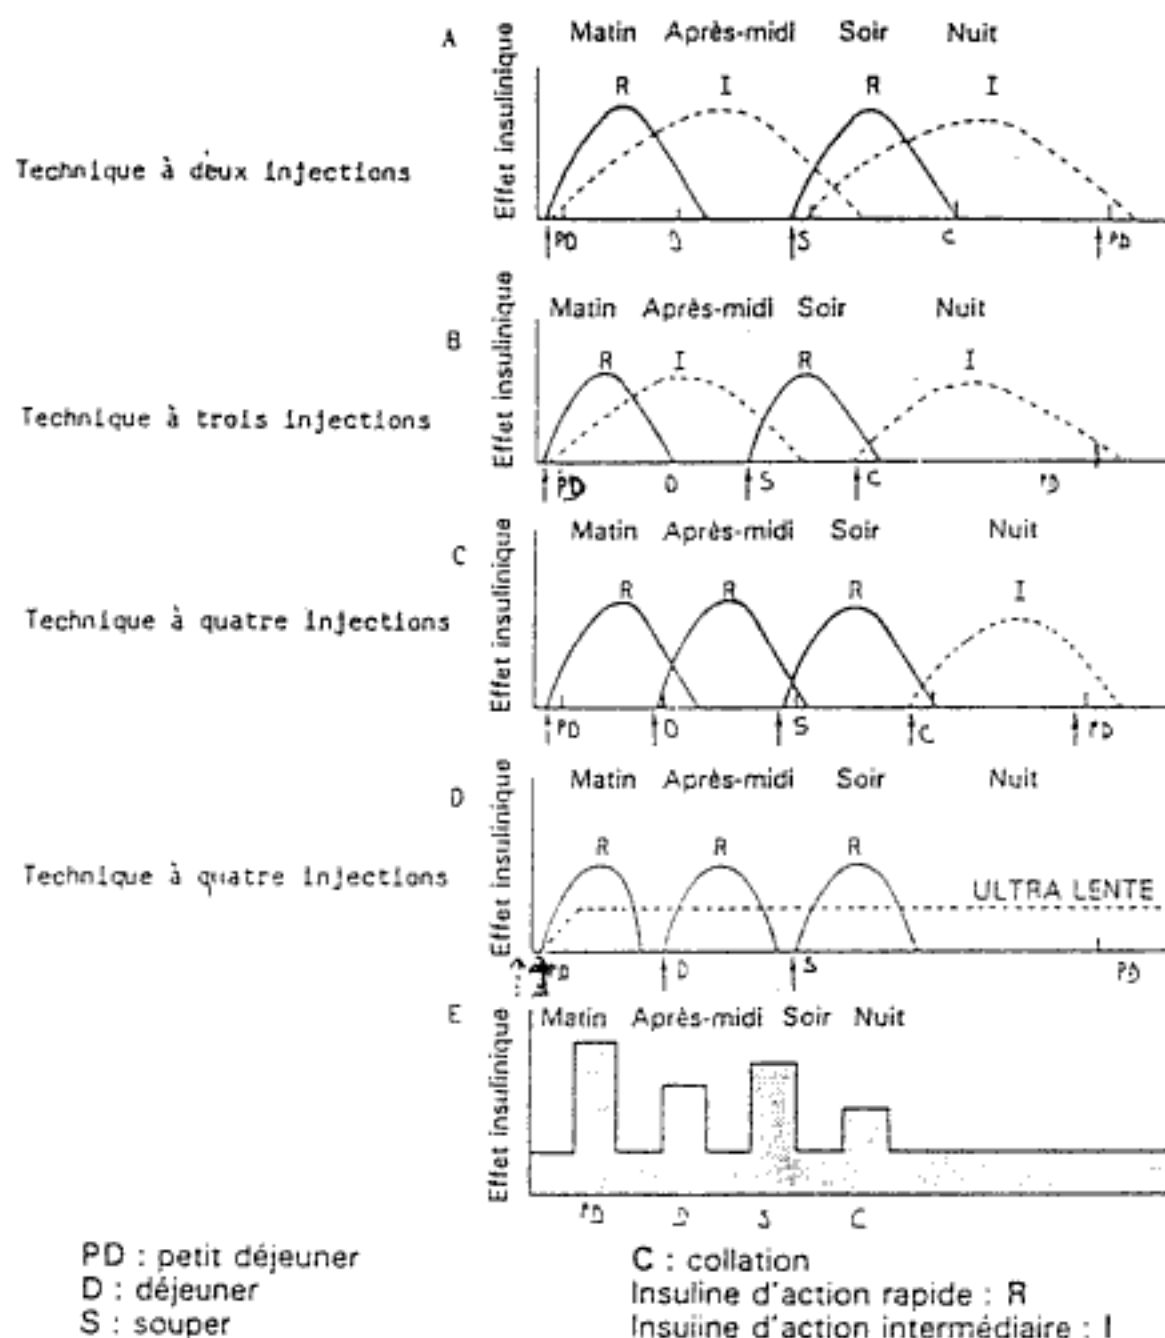 A
Matin Après-midi Soir Nuit
Effet insulinique
R I R I
Technique à deux injections
PD D S C PD
B
Matin Après-midi Soir Nuit
Effet insulinique
R I R I
Technique à trois injections
PD D S C PD
C
Matin Après-midi Soir Nuit
Effet insulinique
R R R I
Technique à quatre injections
PD D S C PD
D
Matin Après-midi Soir Nuit
Effet insulinique
R R R
ULTRA LENTE
Technique à quatre injections
PD D S PD
E
Matin Après-midi Soir Nuit
Effet insulinique
PD D S C
PD : petit déjeuner
D : déjeuner
S : souper
C : collation
Insuline d'action rapide : R
Insuline d'action intermédiaire : I